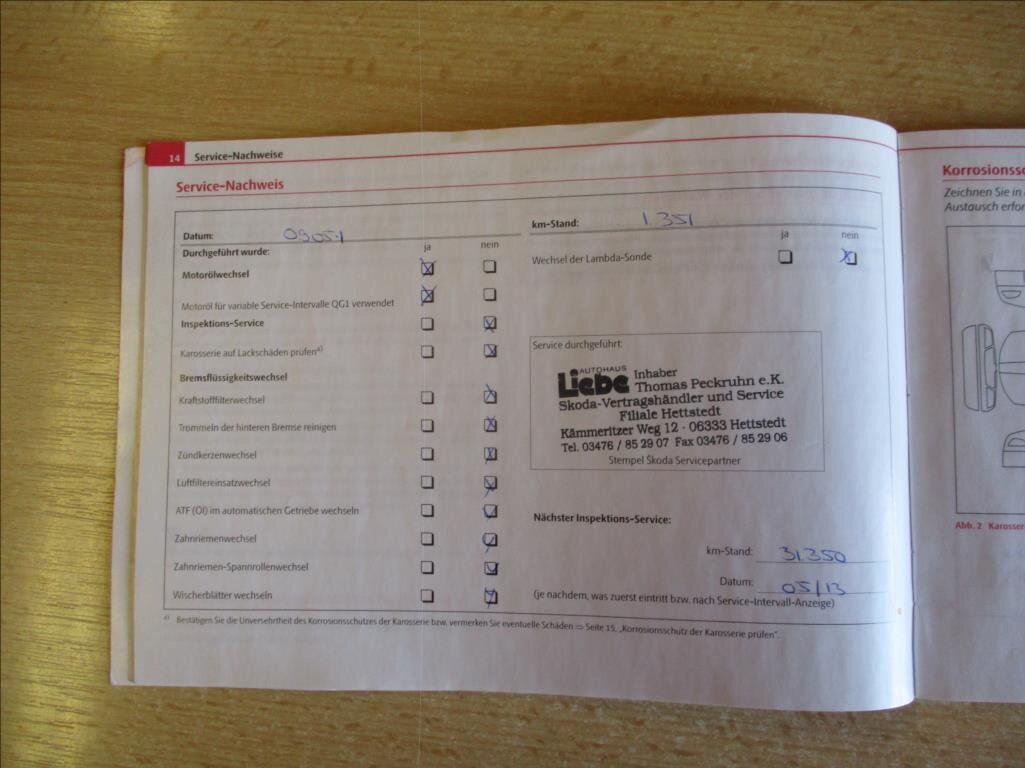 14 Service-Nachweise
Service-Nachweis
Datum:
Durchgeführt wurde: ja nein
Motorölwechsel
Motoröl für variable Service-Intervalle QG1 verwendet
Inspektions-Service
Karosserie auf Lackschäden prüfen a)
Bremsflüssigkeitswechsel
Kraftstofffilterwechsel
Trommeln der hinteren Bremse reinigen
Zündkerzenwechsel
Luftfiltereinsatzwechsel
ATF (Öl) im automatischen Getriebe wechseln
Zahnriemenwechsel
Zahnriemen-Spannrollenwechsel
Wischerblätter wechseln
km-Stand: 1.351
ja nein
Wechsel der Lambda-Sonde
Service durchgeführt:
AUTOHAUS
Liebe Inhaber
Thomas Peckruhn e.K.
Skoda-Vertragshändler und Service
Filiale Hettstedt
Kämmeritzer Weg 12 · 06333 Hettstedt
Tel. 03476 / 85 29 07 Fax 03476 / 85 29 06
Stempel Škoda Servicepartner
Nächster Inspektions-Service:
km-Stand: 31.350
Datum: 05/13
(je nachdem, was zuerst eintritt bzw. nach Service-Intervall-Anzeige)
a) Bestätigen Sie die Unversehrtheit des Korrosionsschutzes der Karosserie bzw. vermerken Sie eventuelle Schäden ⇒ Seite 15, „Korrosionsschutz der Karosserie prüfen".
Korrosionssc
Zeichnen Sie in
Austausch erfor
Abb. 2 Karosser